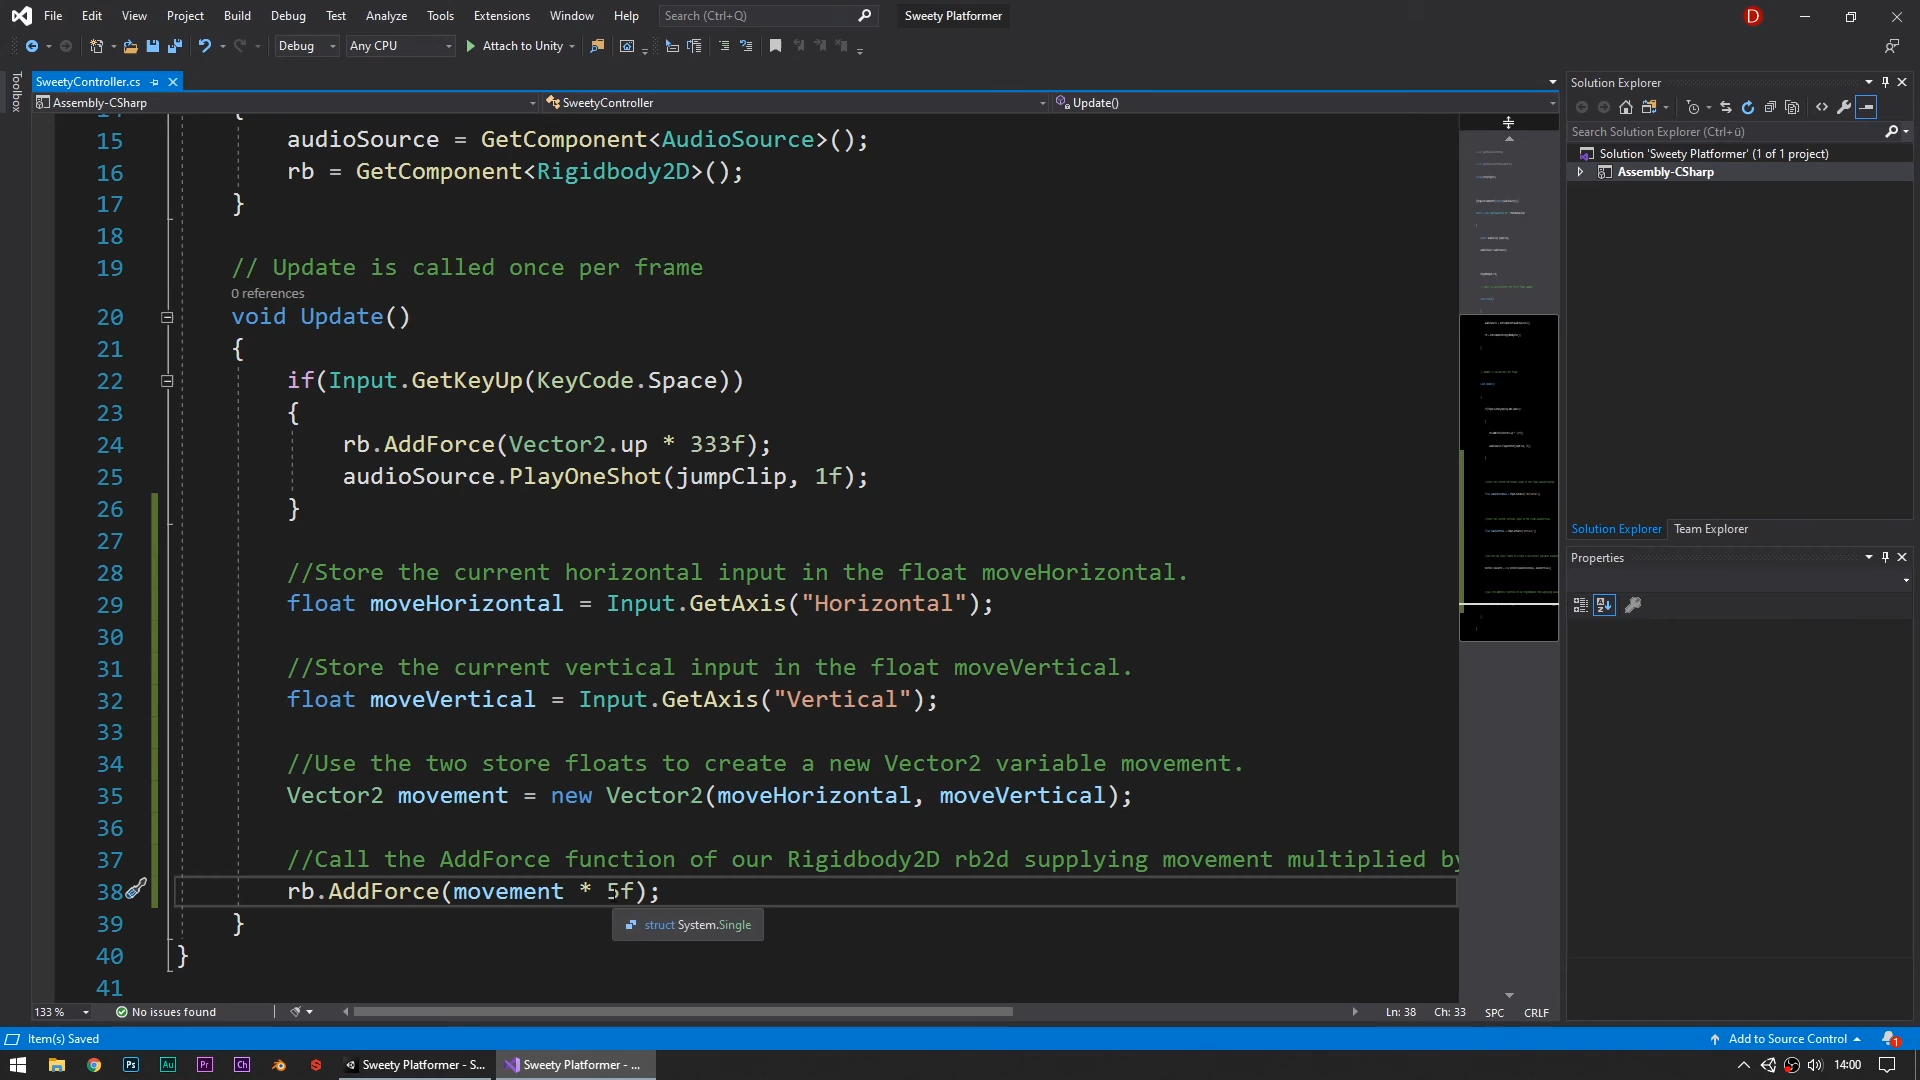 File Edit View Project Build Debug Test Analyze Tools Extensions Window Help Search (Ctrl+Q) Sweety Platformer D
Debug Any CPU Attach to Unity
Toolbox
SweetyController.cs
Assembly-CSharp SweetyController Update()
15 audioSource = GetComponent<AudioSource>();
16 rb = GetComponent<Rigidbody2D>();
17 }
18
19 // Update is called once per frame
0 references
20 void Update()
21 {
22 if(Input.GetKeyUp(KeyCode.Space))
23 {
24 rb.AddForce(Vector2.up * 333f);
25 audioSource.PlayOneShot(jumpClip, 1f);
26 }
27
28 //Store the current horizontal input in the float moveHorizontal.
29 float moveHorizontal = Input.GetAxis("Horizontal");
30
31 //Store the current vertical input in the float moveVertical.
32 float moveVertical = Input.GetAxis("Vertical");
33
34 //Use the two store floats to create a new Vector2 variable movement.
35 Vector2 movement = new Vector2(moveHorizontal, moveVertical);
36
37 //Call the AddForce function of our Rigidbody2D rb2d supplying movement multiplied by
38 rb.AddForce(movement * 5f);
struct System.Single
39 }
40 }
41
133 % No issues found Ln: 38 Ch: 33 SPC CRLF
Solution Explorer
Search Solution Explorer (Ctrl+ü)
Solution 'Sweety Platformer' (1 of 1 project)
Assembly-CSharp
Solution Explorer Team Explorer
Properties
Item(s) Saved Add to Source Control 1
Ps Au Pr Ch Sweety Platformer - S... Sweety Platformer - ... 14:00